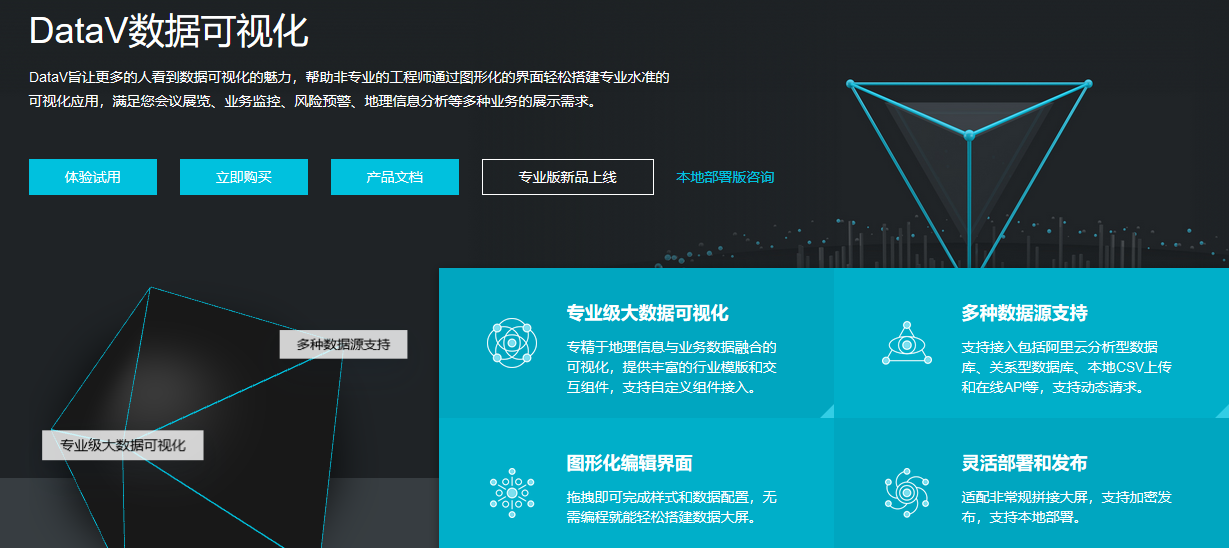 DataV数据可视化
DataV旨让更多的人看到数据可视化的魅力，帮助非专业的工程师通过图形化的界面轻松搭建专业水准的
可视化应用，满足您会议展览、业务监控、风险预警、地理信息分析等多种业务的展示需求。
体验试用
立即购买
产品文档
专业版新品上线
本地部署版咨询
多种数据源支持
专业级大数据可视化
专业级大数据可视化
专精于地理信息与业务数据融合的
可视化，提供丰富的行业模版和交
互组件，支持自定义组件接入。
多种数据源支持
支持接入包括阿里云分析型数据
库、关系型数据库、本地CSV上传
和在线API等，支持动态请求。
图形化编辑界面
拖拽即可完成样式和数据配置，无
需编程就能轻松搭建数据大屏。
灵活部署和发布
适配非常规拼接大屏，支持加密发
布，支持本地部署。